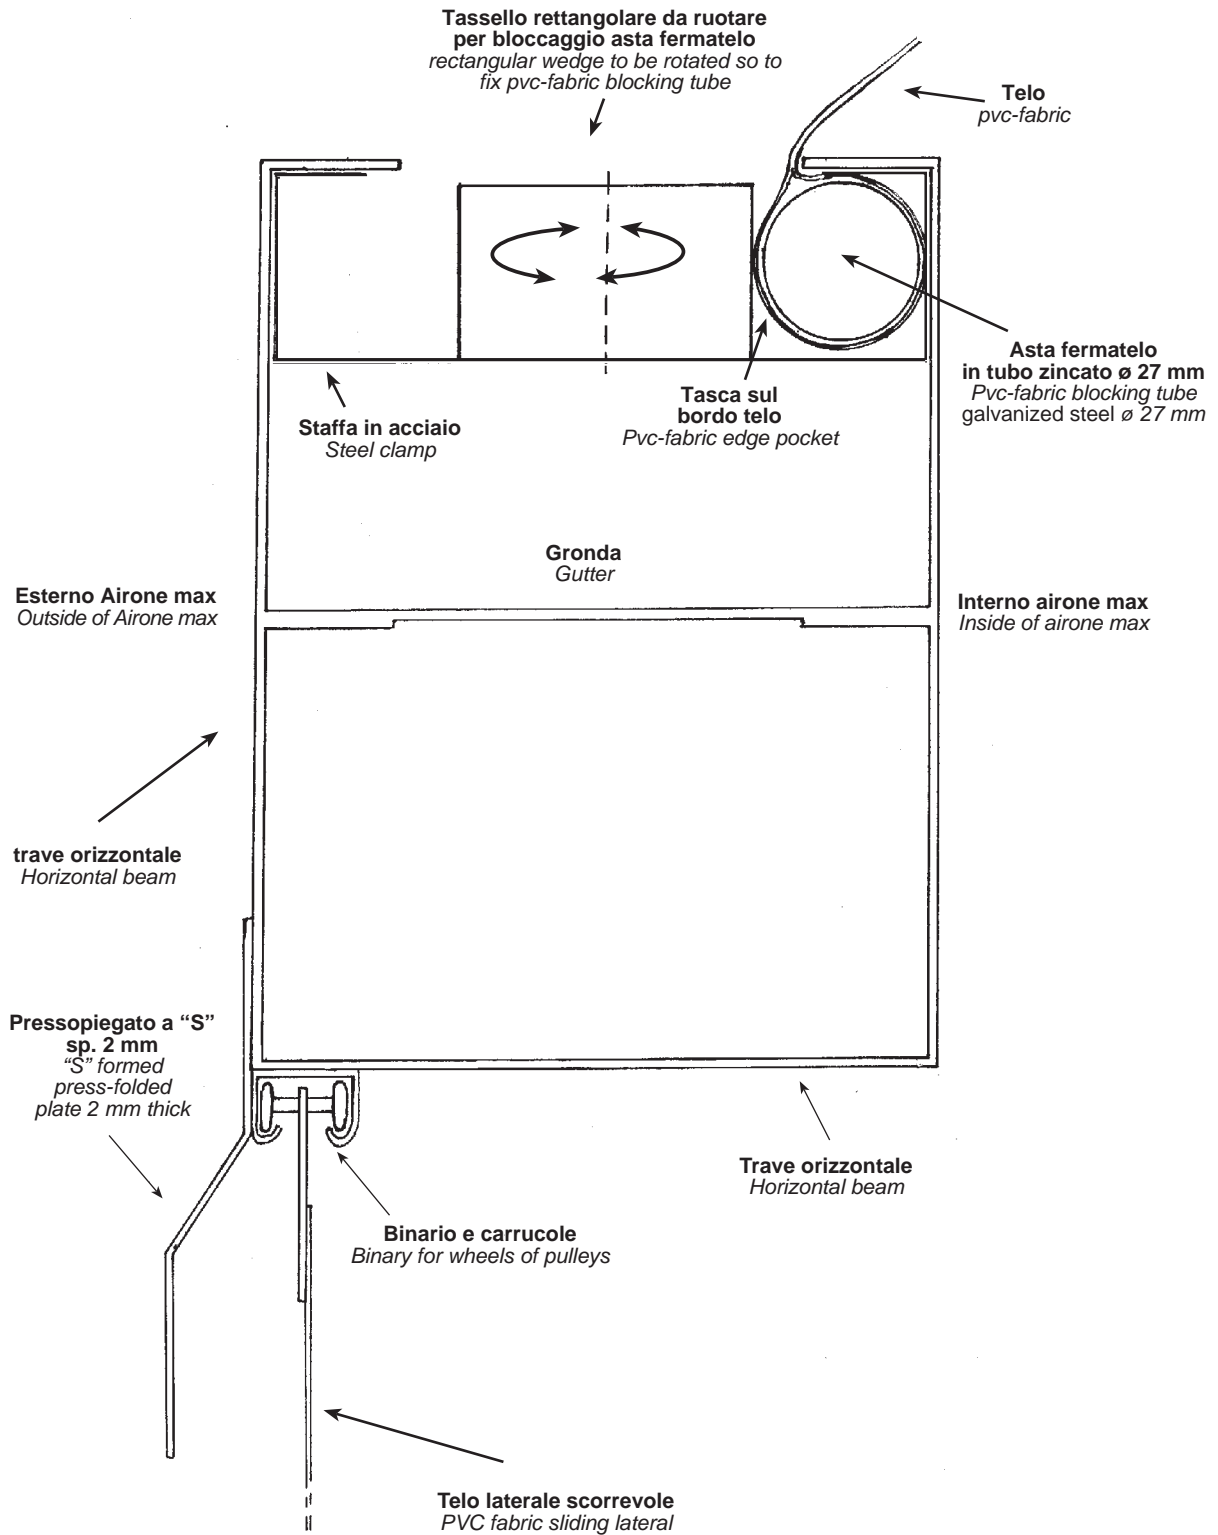 Tassello rettangolare da ruotare
per bloccaggio asta fermatelo
rectangular wedge to be rotated so to
fix pvc-fabric blocking tube
Telo
pvc-fabric
Asta fermatelo
in tubo zincato ø 27 mm
Pvc-fabric blocking tube
galvanized steel ø 27 mm
Tasca sul
bordo telo
Pvc-fabric edge pocket
Staffa in acciaio
Steel clamp
Gronda
Gutter
Esterno Airone max
Outside of Airone max
Interno airone max
Inside of airone max
trave orizzontale
Horizontal beam
Pressopiegato a “S”
sp. 2 mm
“S” formed
press-folded
plate 2 mm thick
Trave orizzontale
Horizontal beam
Binario e carrucole
Binary for wheels of pulleys
Telo laterale scorrevole
PVC fabric sliding lateral